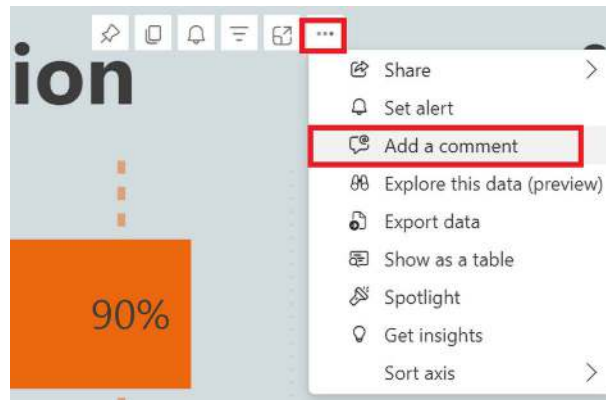 ion
Share
Set alert
Add a comment
Explore this data (preview)
Export data
Show as a table
Spotlight
Get insights
Sort axis
90%